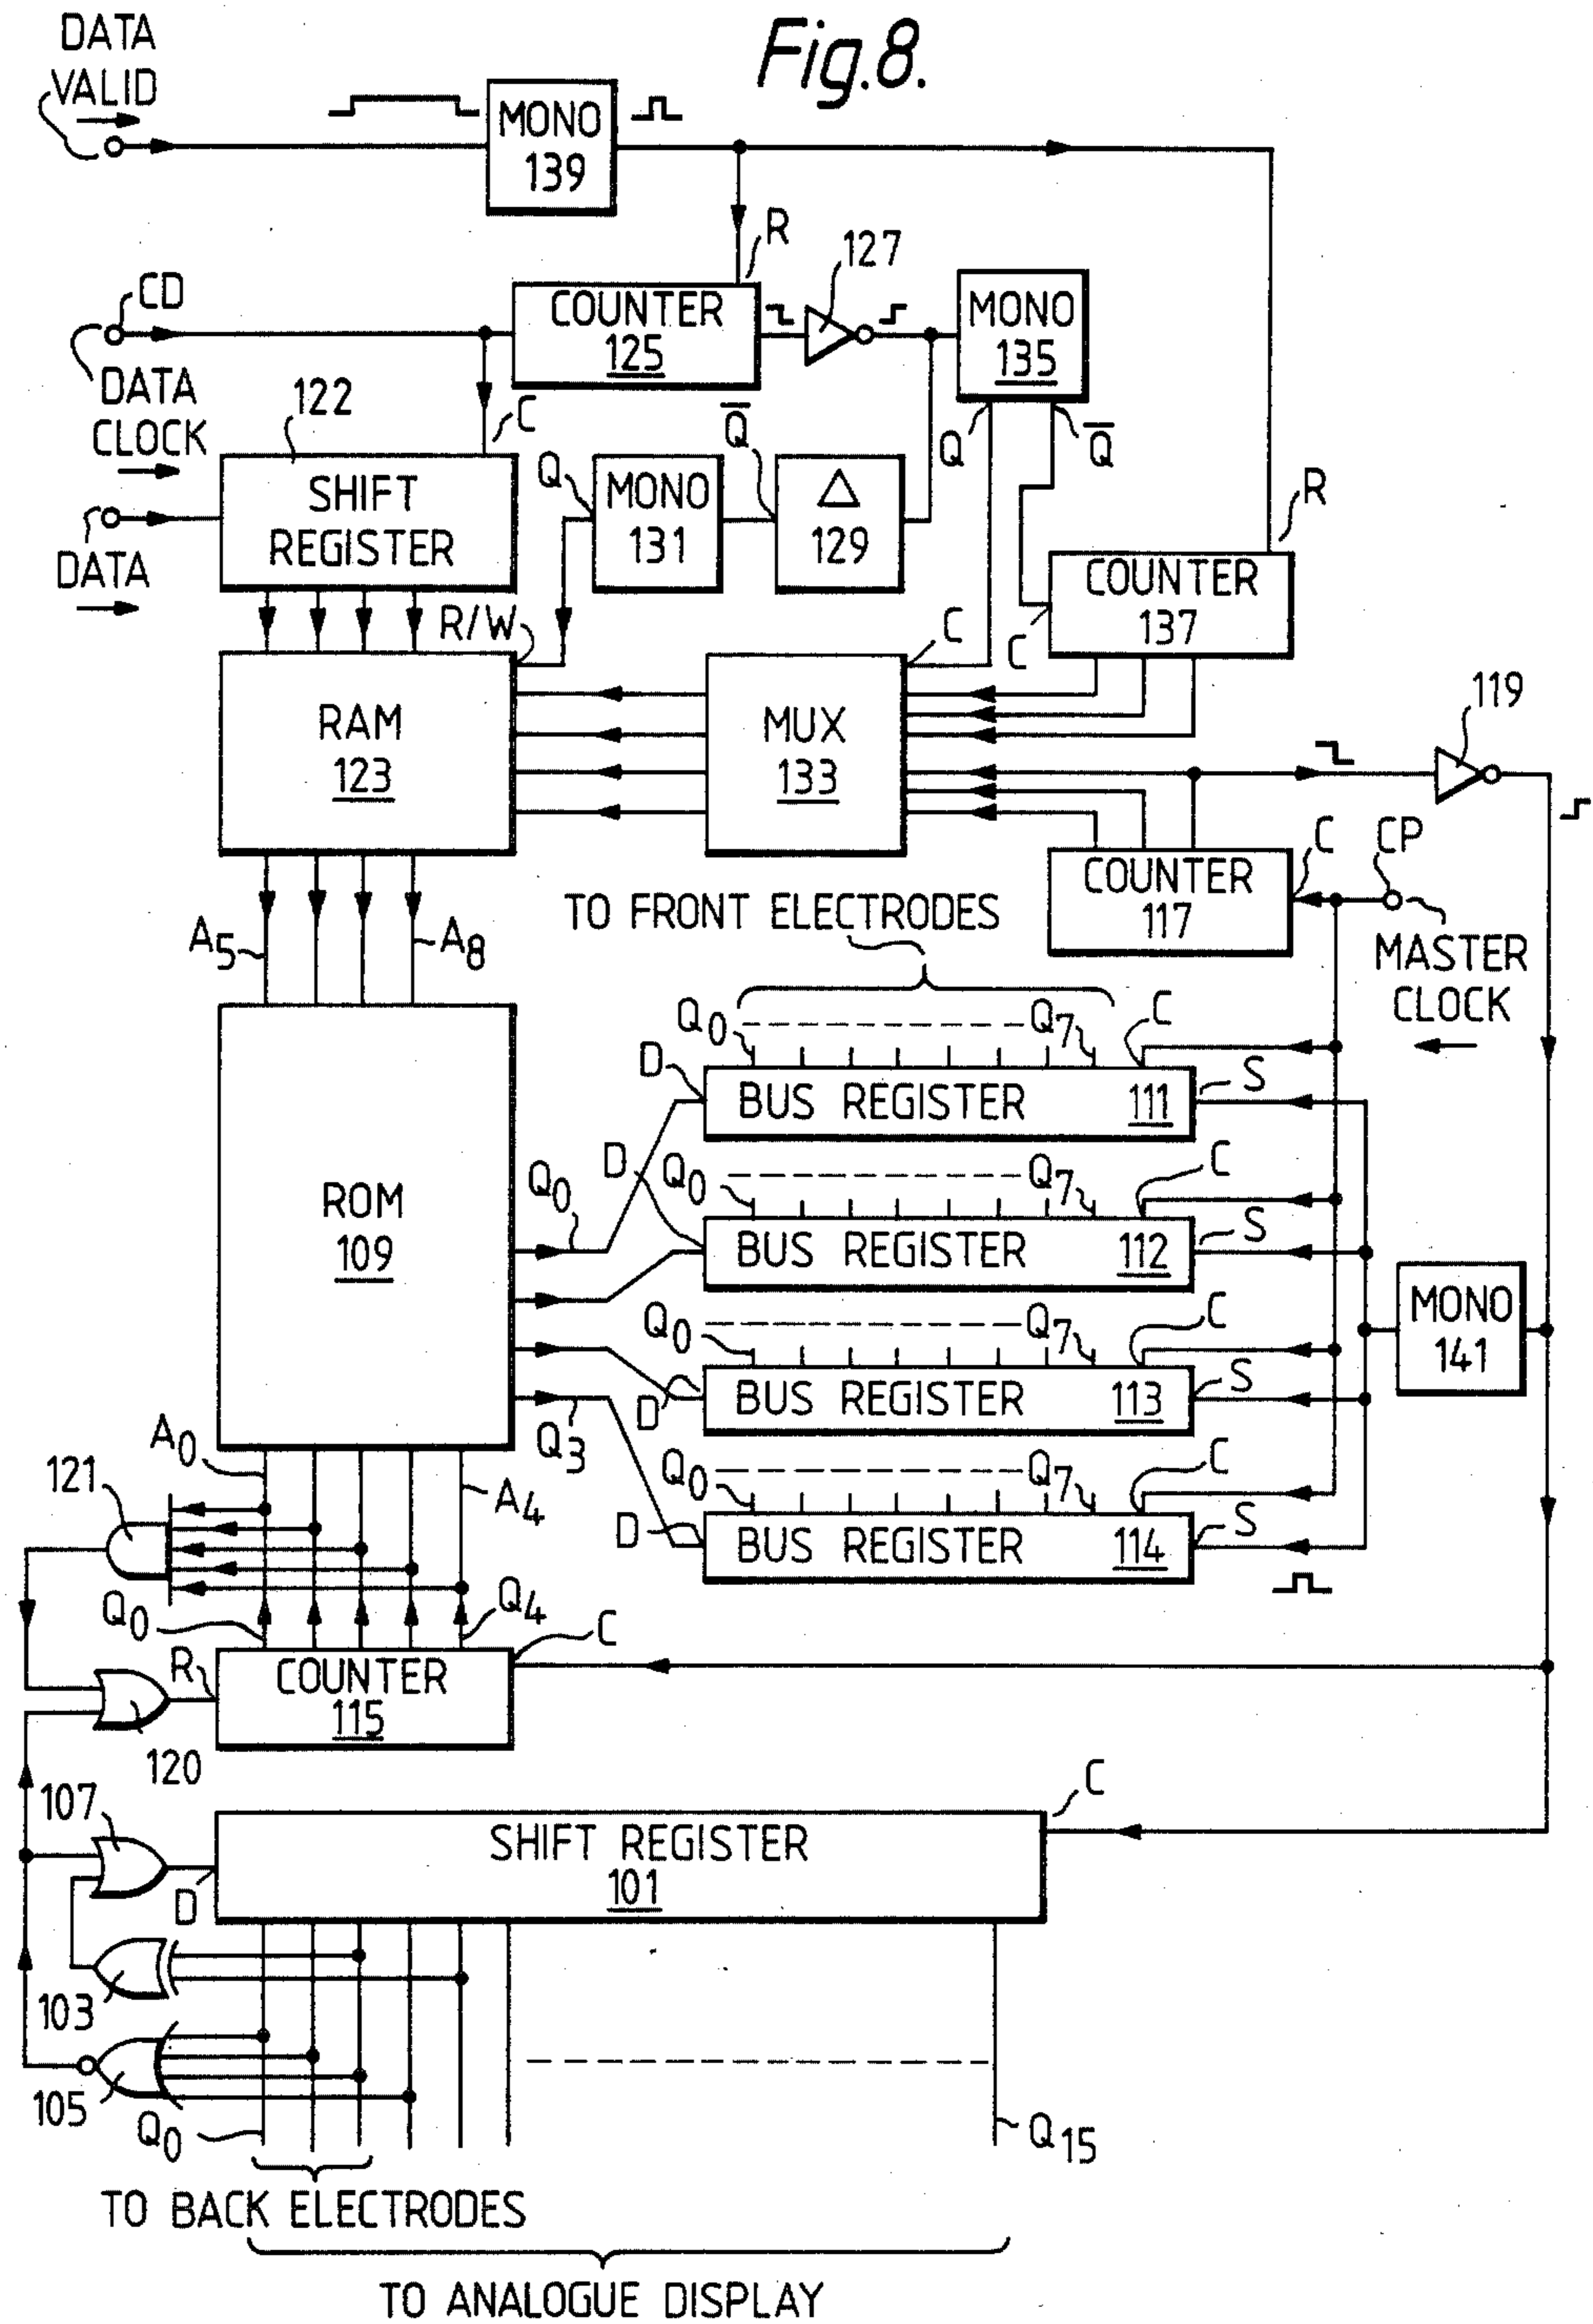 Fig.8.
DATA
VALID
MONO
139
R
127
CD
COUNTER
125
MONO
135
DATA
CLOCK
122
C
Q̅
Q
Q̅
SHIFT
REGISTER
Q
MONO
131
Δ
129
R
DATA
R/W
C
C
COUNTER
137
RAM
123
MUX
133
119
COUNTER
117
C
CP
MASTER
CLOCK
TO FRONT ELECTRODES
A5
A8
Q0
Q7
C
D
BUS REGISTER 111
S
ROM
109
Q0
D
Q0
Q7
C
BUS REGISTER 112
S
MONO
141
Q0
Q7
C
D
BUS REGISTER 113
S
Q3
A0
121
A4
Q0
Q7
C
D
BUS REGISTER 114
S
Q0
Q4
C
R
COUNTER
115
120
107
C
SHIFT REGISTER
101
D
103
105
Q0
Q15
TO BACK ELECTRODES
TO ANALOGUE DISPLAY